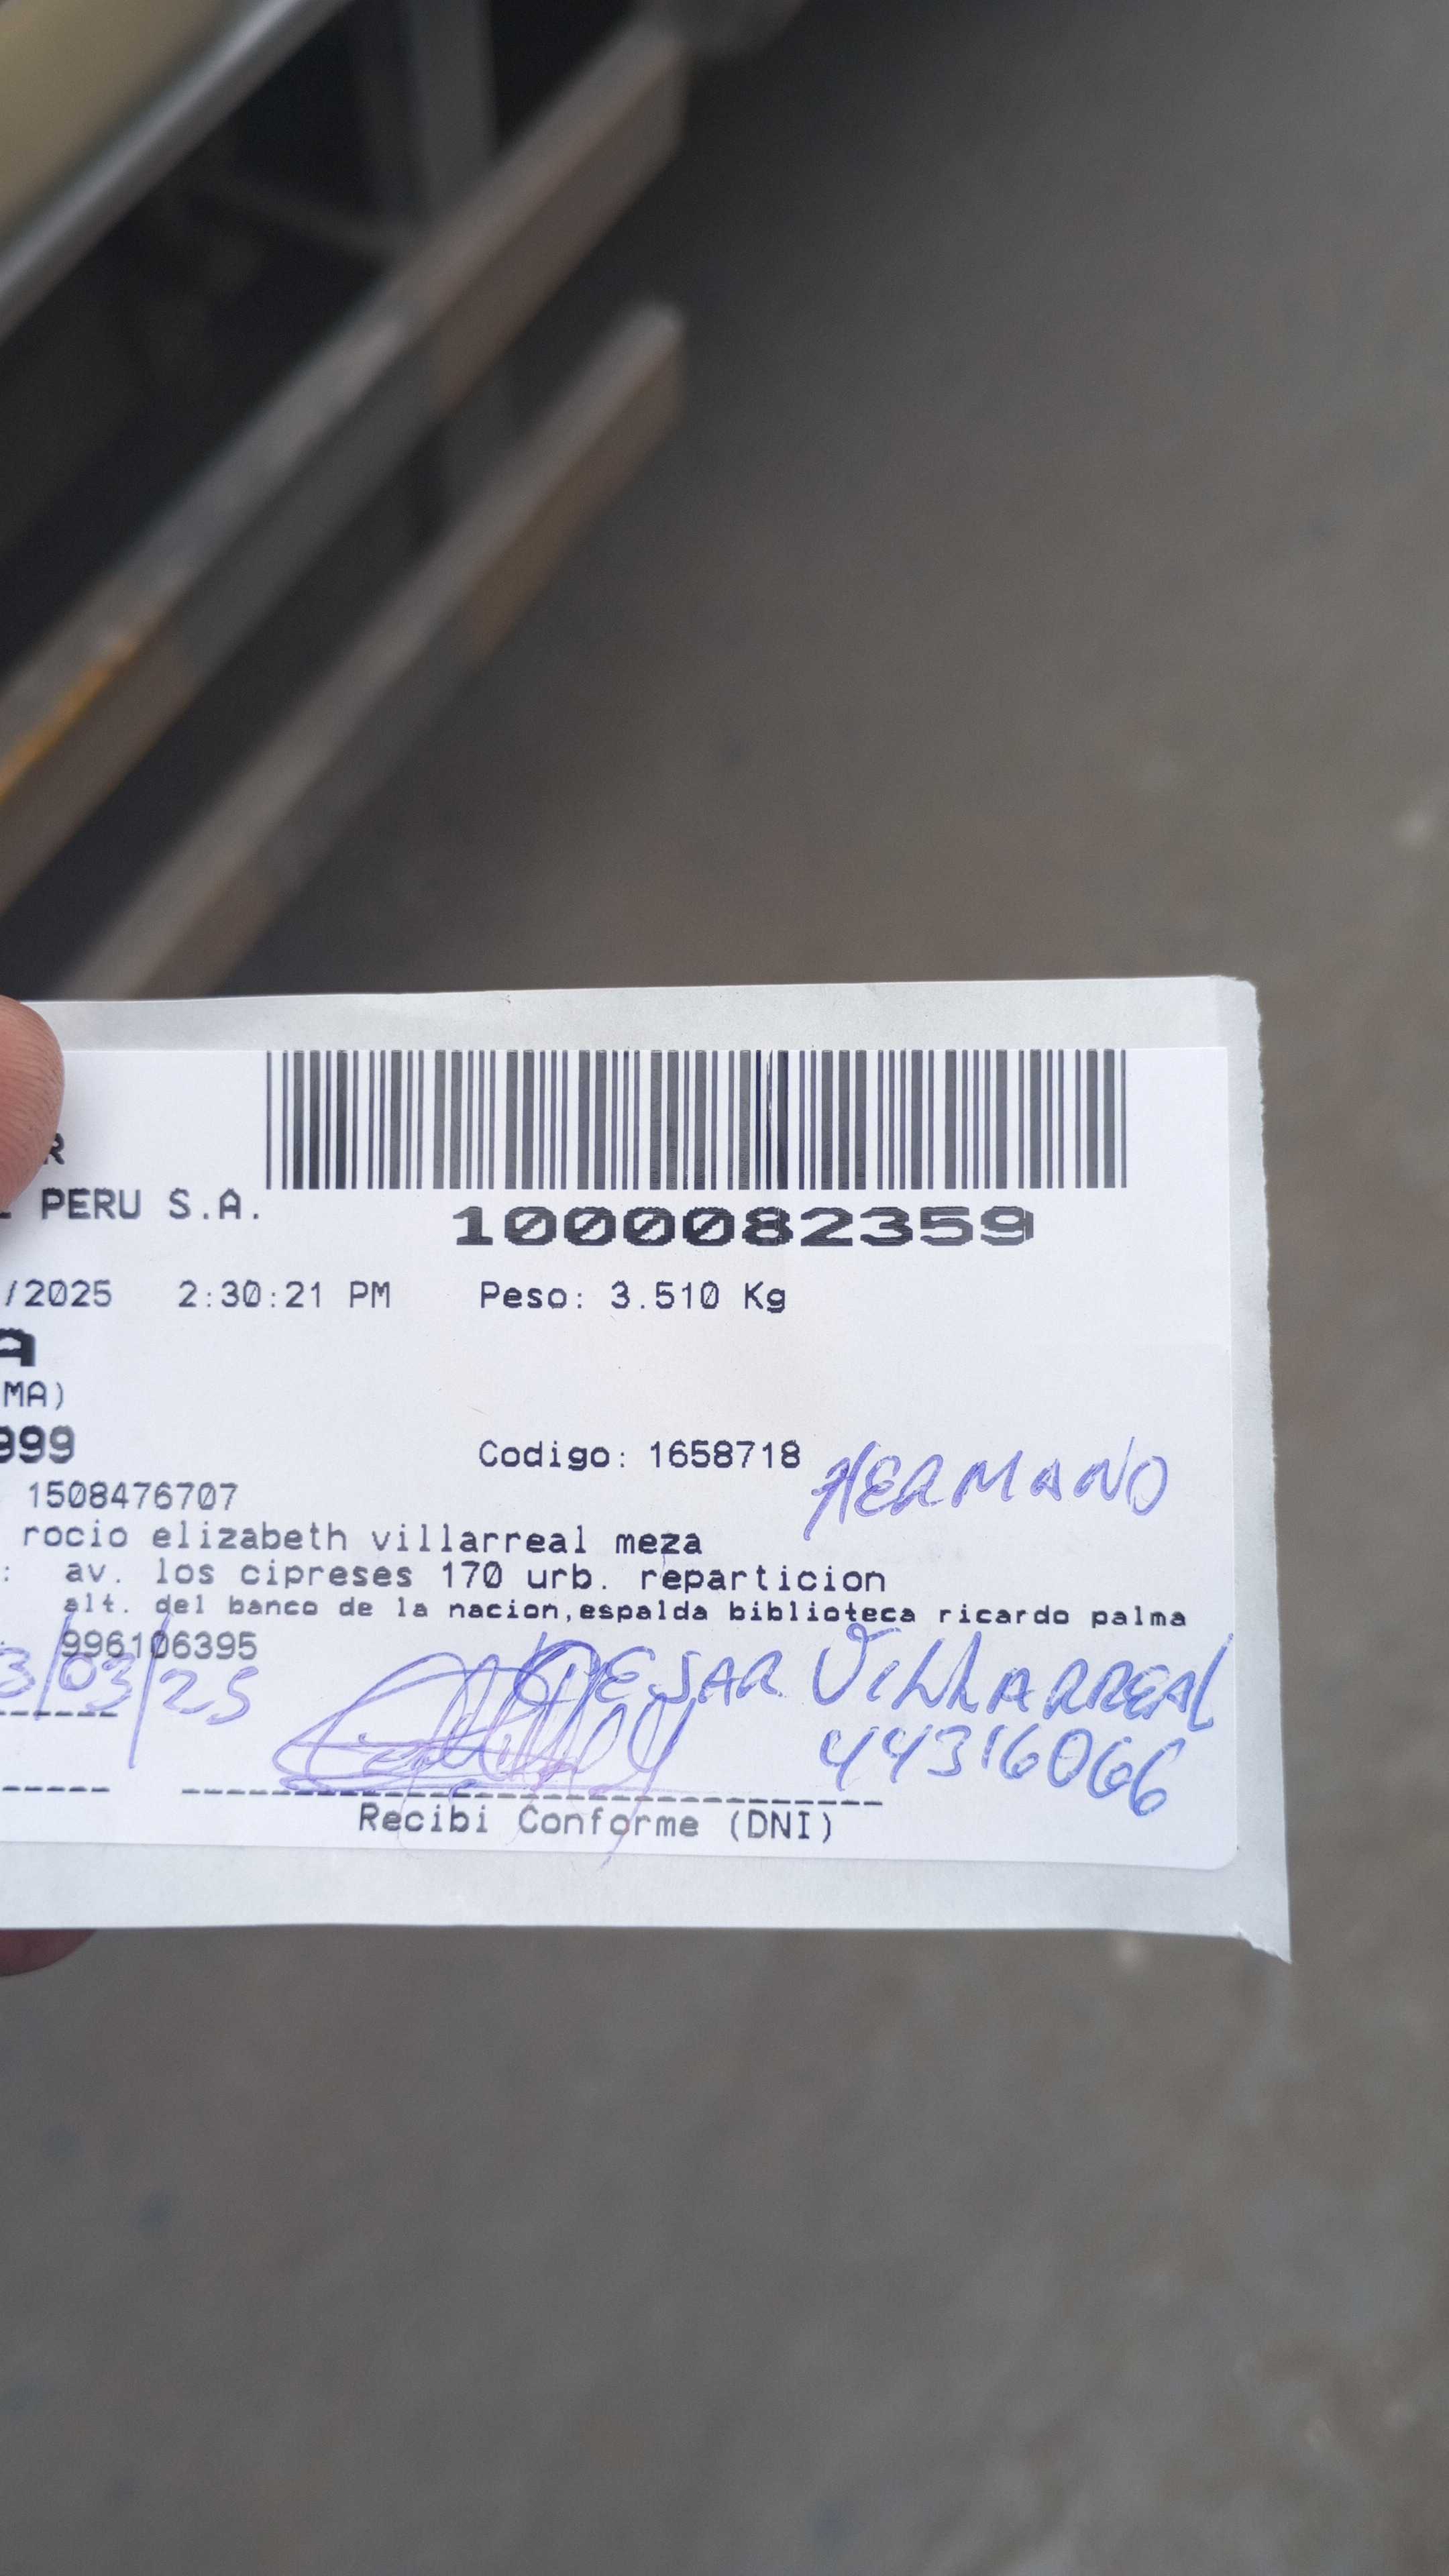 R
PERU S.A.
1000082359
/2025 2:30:21 PM Peso: 3.510 Kg
A
MA)
999
Codigo: 1658718
HERMANO
1508476707
rocio elizabeth villarreal meza
: av. los cipreses 170 urb. reparticion
alt. del banco de la nacion,espalda biblioteca ricardo palma
996106395
3/03/25
CESAR VILLARREAL
44316066
Recibi Conforme (DNI)